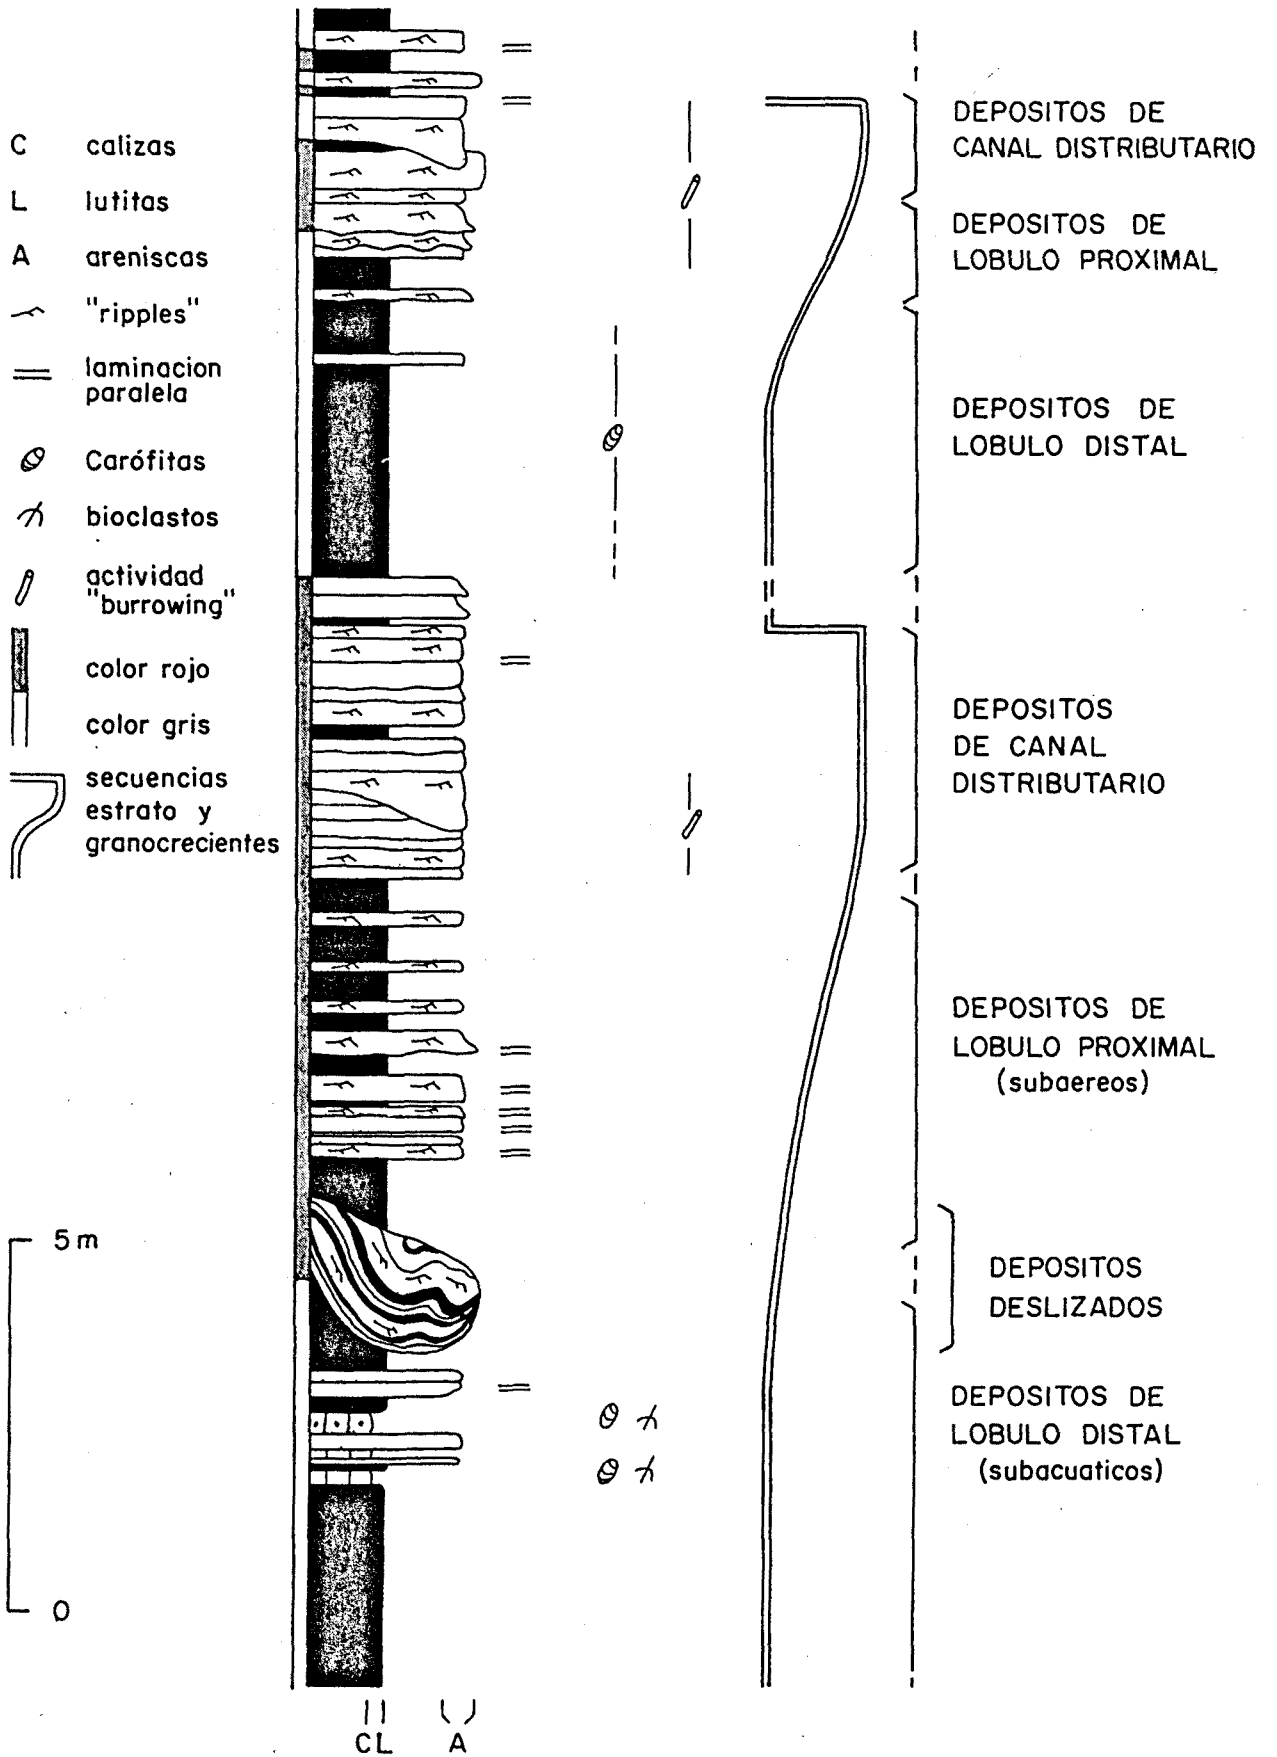 C calizas
L lutitas
A areniscas
"ripples"
laminacion
paralela
Carófitas
bioclastos
actividad
"burrowing"
color rojo
color gris
secuencias
estrato y
granocrecientes
5 m
0
C L A
DEPOSITOS DE
CANAL DISTRIBUTARIO
DEPOSITOS DE
LOBULO PROXIMAL
DEPOSITOS DE
LOBULO DISTAL
DEPOSITOS
DE CANAL
DISTRIBUTARIO
DEPOSITOS DE
LOBULO PROXIMAL
(subaereos)
DEPOSITOS
DESLIZADOS
DEPOSITOS DE
LOBULO DISTAL
(subacuaticos)